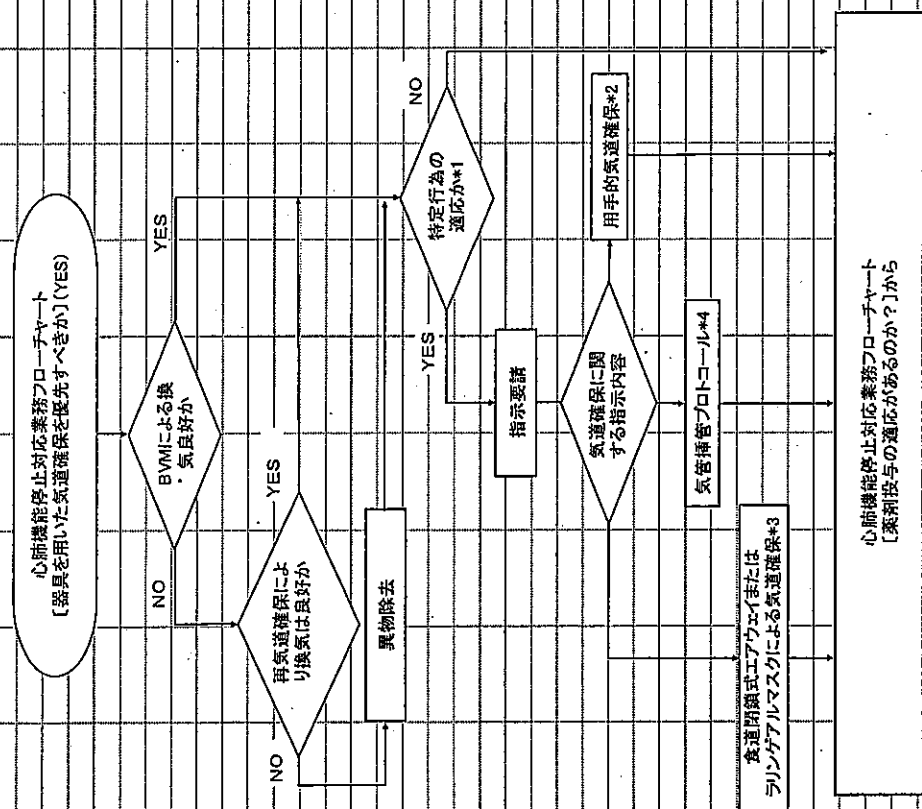 心肺機能停止対応業務フローチャート
[器具を用いた気道確保を優先すべきか](YES)
BVMによる換
気良好か
YES
NO
再気道確保によ
り換気は良好か
YES
NO
異物除去
特定行為の
適応か*1
NO
YES
指示要請
気道確保に関
する指示内容
用手的気道確保*2
気管挿管プロトコール*4
食道閉鎖式エアウェイまたは
ラリンゲアルマスクによる気道確保*3
心肺機能停止対応業務フローチャート
[薬剤投与の適応があるのか?]から